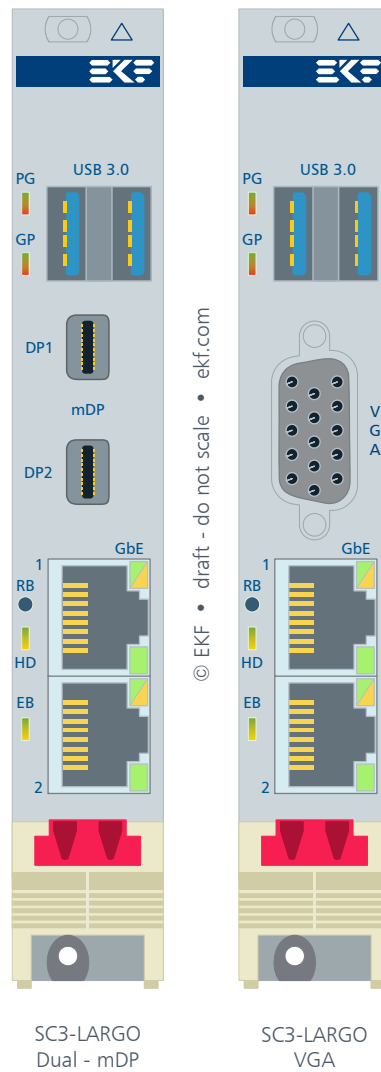 EKF
USB 3.0
PG
GP
DP1
mDP
DP2
GbE
1
RB
HD
EB
2
SC3-LARGO
Dual - mDP
© EKF • draft - do not scale • ekf.com
EKF
USB 3.0
PG
GP
V
G
A
GbE
1
RB
HD
EB
2
SC3-LARGO
VGA